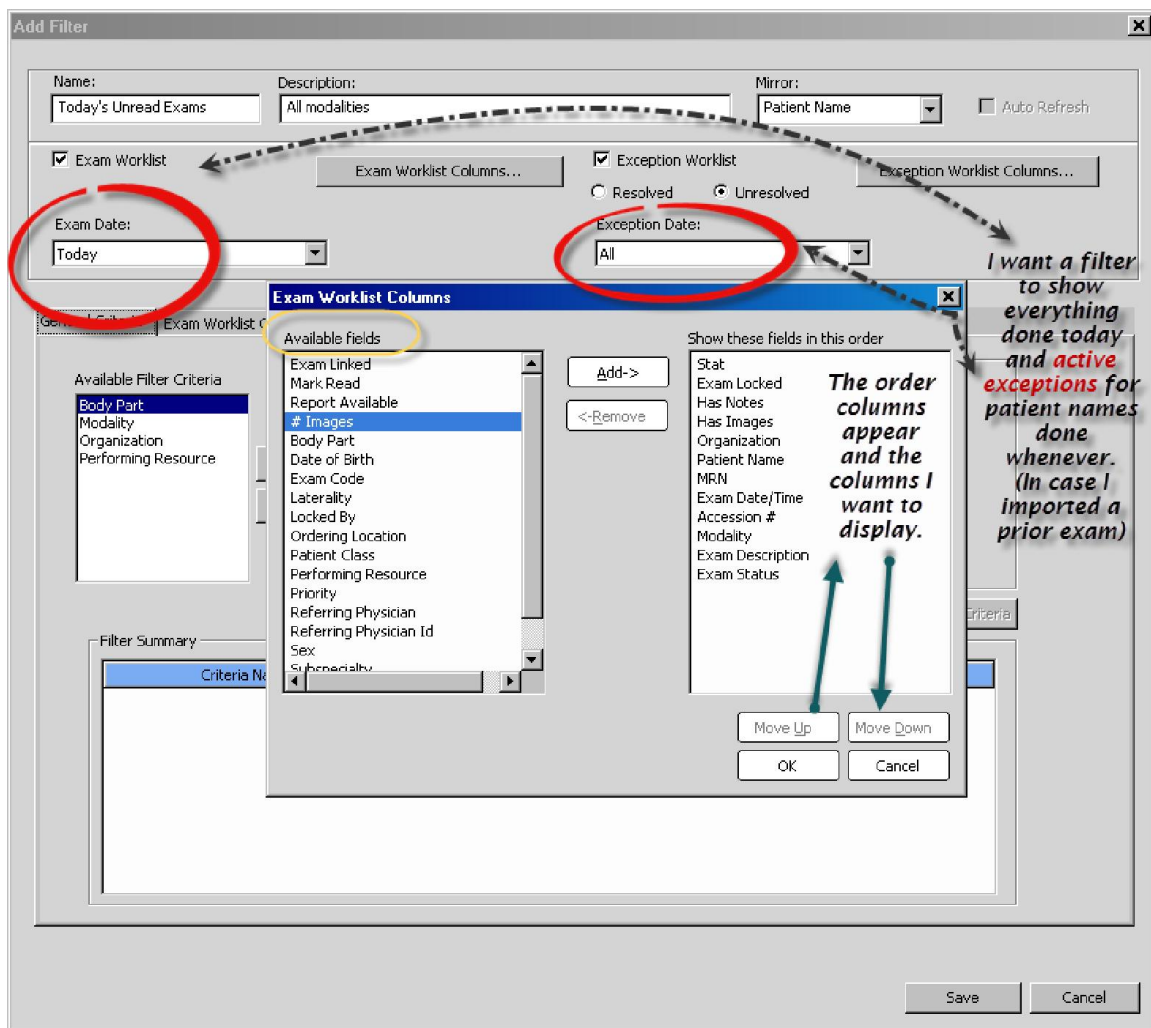 Add Filter
Name:
Description:
Mirror:
Today's Unread Exams
All modalities
Patient Name
Auto Refresh
Exam Worklist
Exam Worklist Columns...
Exception Worklist
Exception Worklist Columns...
Resolved
Unresolved
Exam Date:
Exception Date:
Today
All
I want a filter
to show
everything
done today
and active
exceptions for
patient names
done
whenever.
(In case I
imported a
prior exam)
Exam Worklist
Available Filter Criteria
Body Part
Modality
Organization
Performing Resource
Exam Worklist Columns
Available fields
Exam Linked
Mark Read
Report Available
# Images
Body Part
Date of Birth
Exam Code
Laterality
Locked By
Ordering Location
Patient Class
Performing Resource
Priority
Referring Physician
Referring Physician Id
Sex
Subspecialty
Add->
<-Remove
Show these fields in this order
Stat
Exam Locked
Has Notes
Has Images
Organization
Patient Name
MRN
Exam Date/Time
Accession #
Modality
Exam Description
Exam Status
The order
columns
appear
and the
columns I
want to
display.
Move Up
Move Down
OK
Cancel
Criteria
Filter Summary
Criteria Na
Save
Cancel